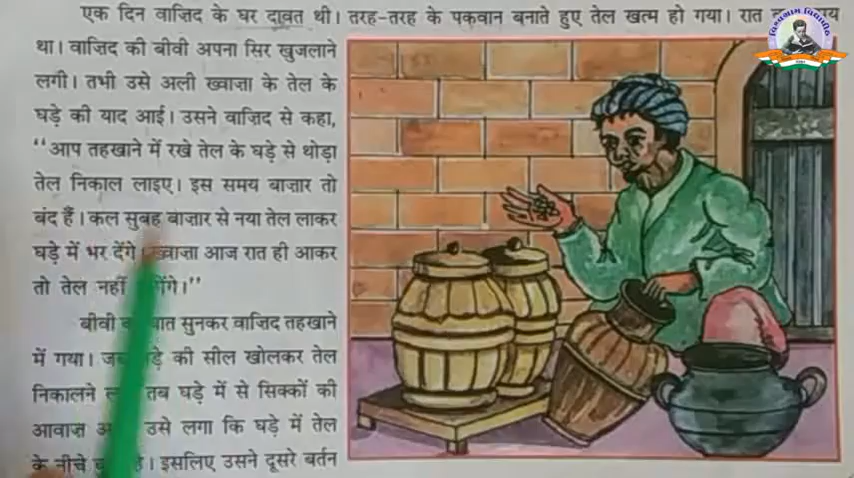 एक दिन वाज़िद के घर दावत थी। तरह-तरह के पकवान बनाते हुए तेल खत्म हो गया। रात
था। वाज़िद की बीवी अपना सिर खुजलाने
लगी। तभी उसे अली ख्वाज़ा के तेल के
घड़े की याद आई। उसने वाज़िद से कहा,
“आप तहखाने में रखे तेल के घड़े से थोड़ा
तेल निकाल लाइए। इस समय बाज़ार तो
बंद हैं। कल सुबह बाज़ार से नया तेल लाकर
घड़े में भर देंगे। ख्वाज़ा आज रात ही आकर
तो तेल नहीं
बीवी बात सुनकर वाज़िद तहखाने
में गया। की सील खोलकर तेल
निकालने तब घड़े में से सिक्कों की
आवाज़ उसे लगा कि घड़े में तेल
के नीचे इसलिए उसने दूसरे बर्तन